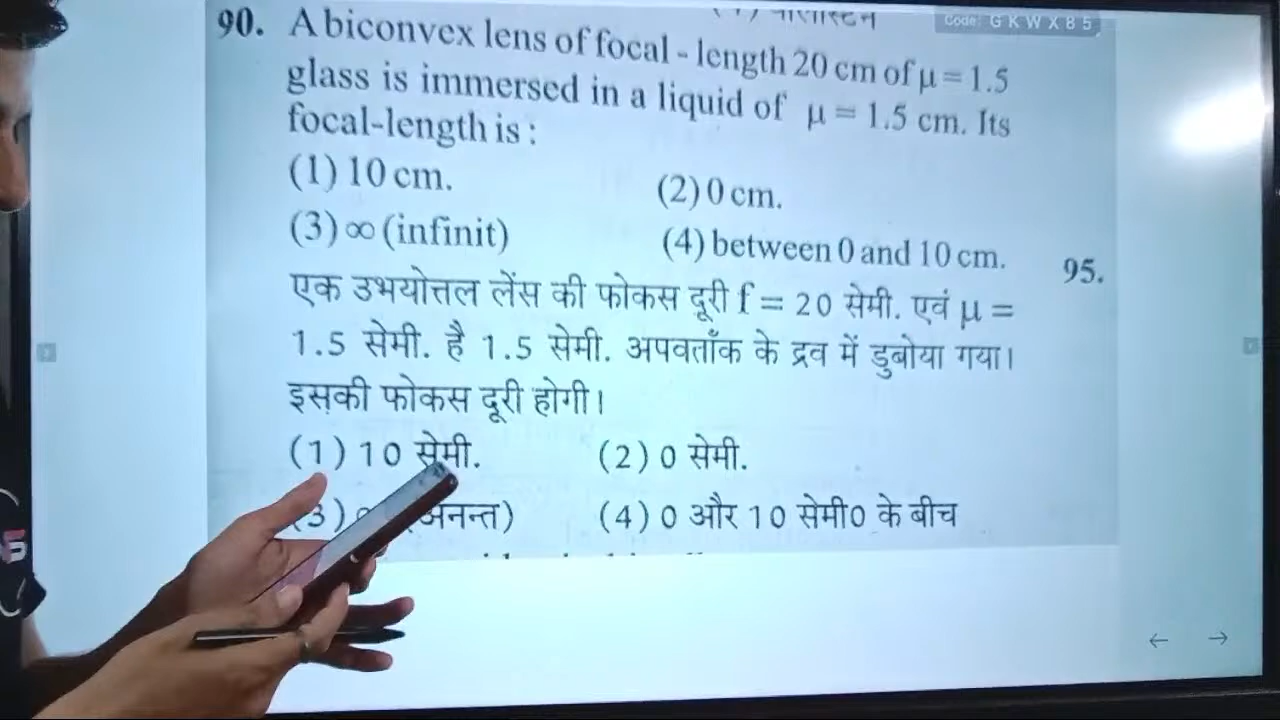 Code: G K W X 8 5
90. A biconvex lens of focal - length 20 cm of μ = 1.5
glass is immersed in a liquid of μ = 1.5 cm. Its
focal-length is :
(1) 10 cm. (2) 0 cm.
(3) ∞ (infinit) (4) between 0 and 10 cm.
95.
एक उभयोत्तल लेंस की फोकस दूरी f = 20 सेमी. एवं μ =
1.5 सेमी. है 1.5 सेमी. अपवर्ताँक के द्रव में डुबोया गया।
इसकी फोकस दूरी होगी।
(1) 10 सेमी. (2) 0 सेमी.
3) अनन्त) (4) 0 और 10 सेमी0 के बीच